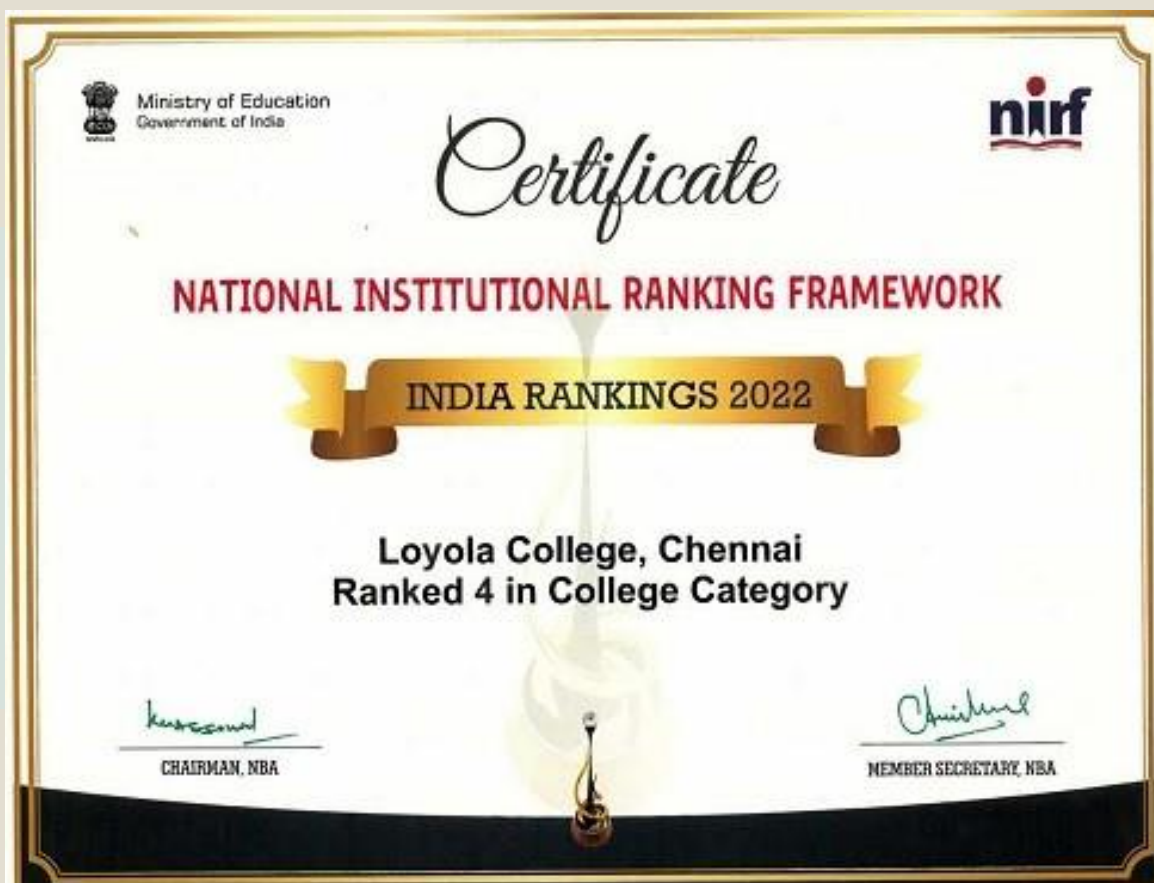 Ministry of Education
Government of India
nirf
Certificate
NATIONAL INSTITUTIONAL RANKING FRAMEWORK
INDIA RANKINGS 2022
Loyola College, Chennai
Ranked 4 in College Category
CHAIRMAN, NBA
MEMBER SECRETARY, NBA